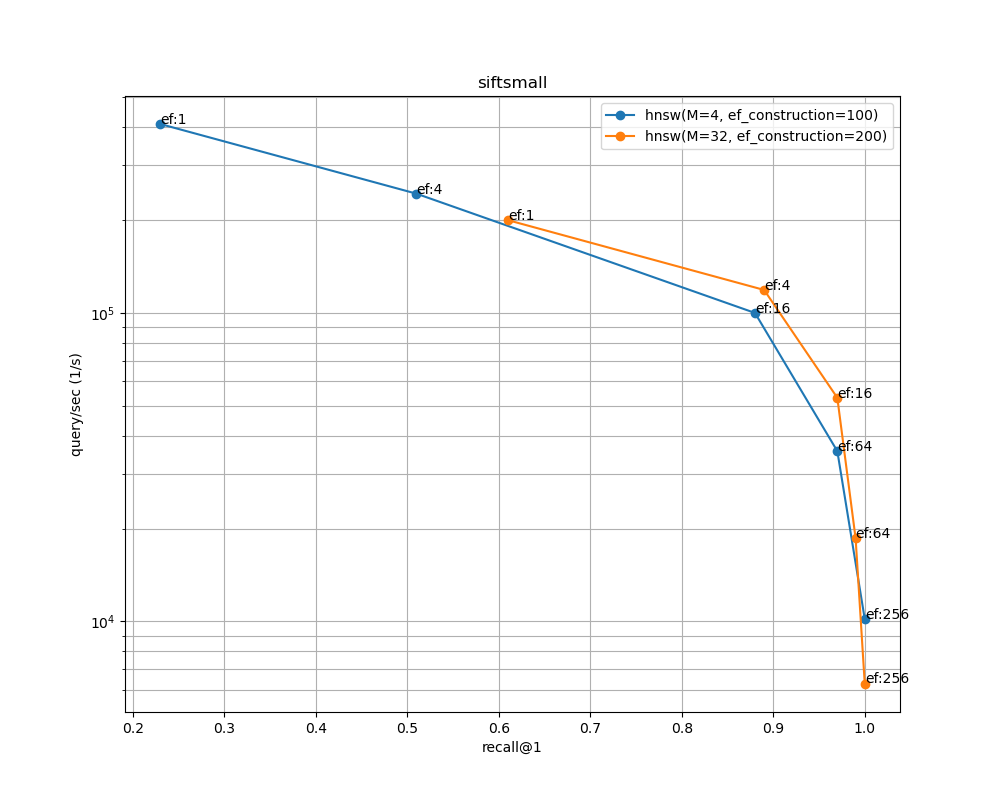 siftsmall
hnsw(M=4, ef_construction=100)
hnsw(M=32, ef_construction=200)
ef:1
ef:4
ef:1
ef:4
ef:16
ef:16
ef:64
ef:64
ef:256
ef:256
query/sec (1/s)
10^5
10^4
0.2 0.3 0.4 0.5 0.6 0.7 0.8 0.9 1.0
recall@1